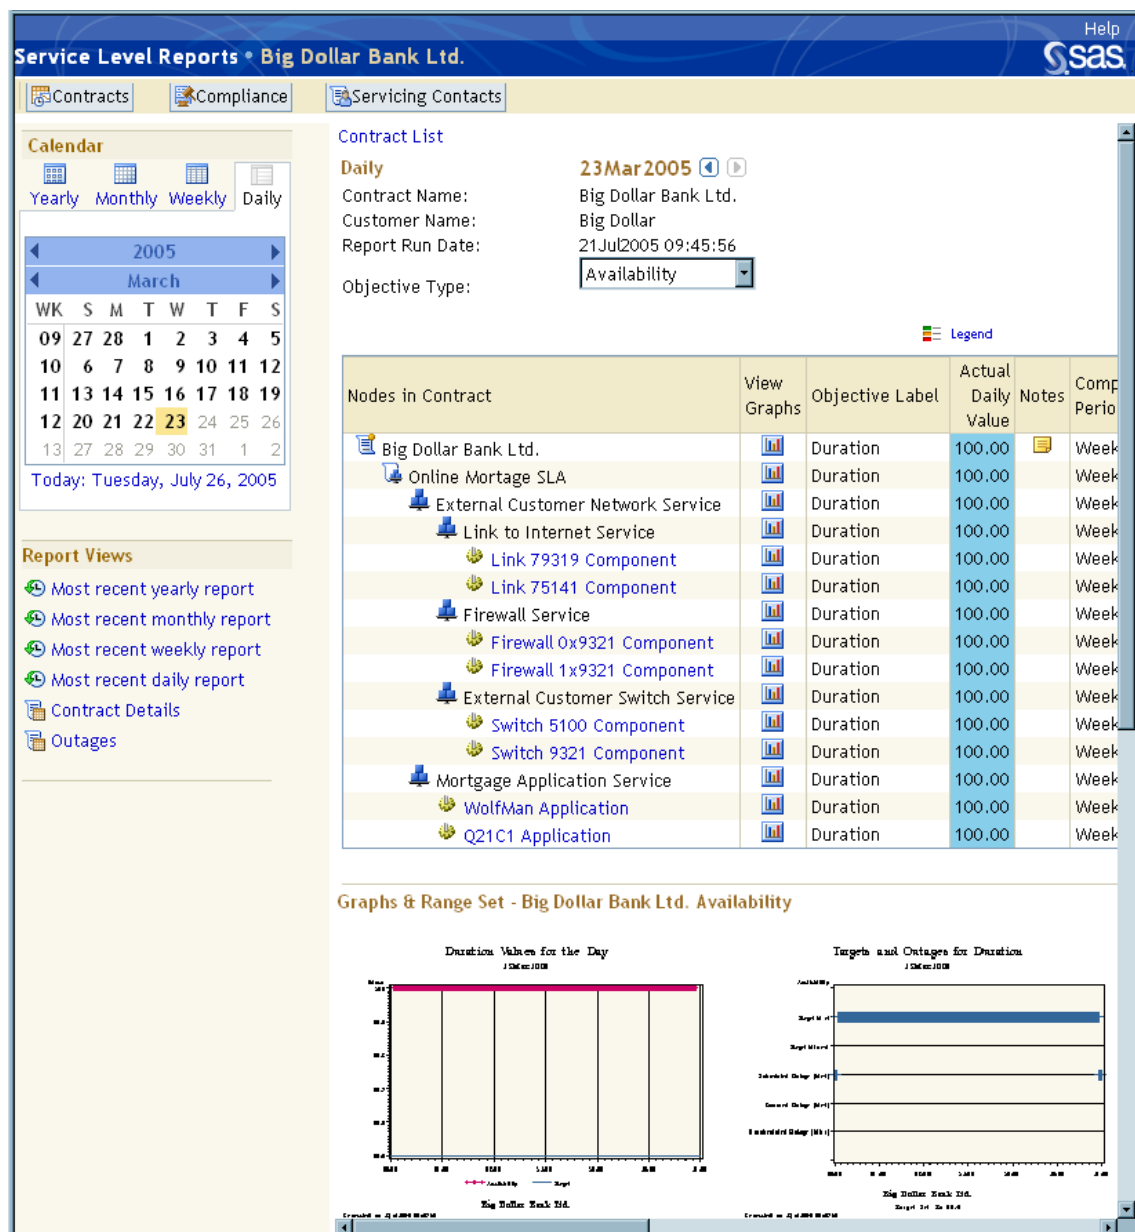 Help
Service Level Reports • Big Dollar Bank Ltd.
sas
Contracts Compliance Servicing Contacts
Calendar
Yearly Monthly Weekly Daily
2005
March
WK S M T W T F S
09 27 28 1 2 3 4 5
10 6 7 8 9 10 11 12
11 13 14 15 16 17 18 19
12 20 21 22 23 24 25 26
13 27 28 29 30 31 1 2
Today: Tuesday, July 26, 2005
Report Views
Most recent yearly report
Most recent monthly report
Most recent weekly report
Most recent daily report
Contract Details
Outages
Contract List
Daily 23Mar2005
Contract Name: Big Dollar Bank Ltd.
Customer Name: Big Dollar
Report Run Date: 21Jul2005 09:45:56
Objective Type: Availability
Legend
Nodes in Contract View Graphs Objective Label Actual Daily Value Notes Comp Perio
Big Dollar Bank Ltd. Duration 100.00 Week
Online Mortage SLA Duration 100.00 Week
External Customer Network Service Duration 100.00 Week
Link to Internet Service Duration 100.00 Week
Link 79319 Component Duration 100.00 Week
Link 75141 Component Duration 100.00 Week
Firewall Service Duration 100.00 Week
Firewall 0x9321 Component Duration 100.00 Week
Firewall 1x9321 Component Duration 100.00 Week
External Customer Switch Service Duration 100.00 Week
Switch 5100 Component Duration 100.00 Week
Switch 9321 Component Duration 100.00 Week
Mortgage Application Service Duration 100.00 Week
WolfMan Application Duration 100.00 Week
Q21C1 Application Duration 100.00 Week
Graphs & Range Set - Big Dollar Bank Ltd. Availability
Duration Values for the Day
Availability Target
Big Dollar Bank Ltd.
Targets and Outages for Duration
Availability
Big Dollar Bank Ltd.